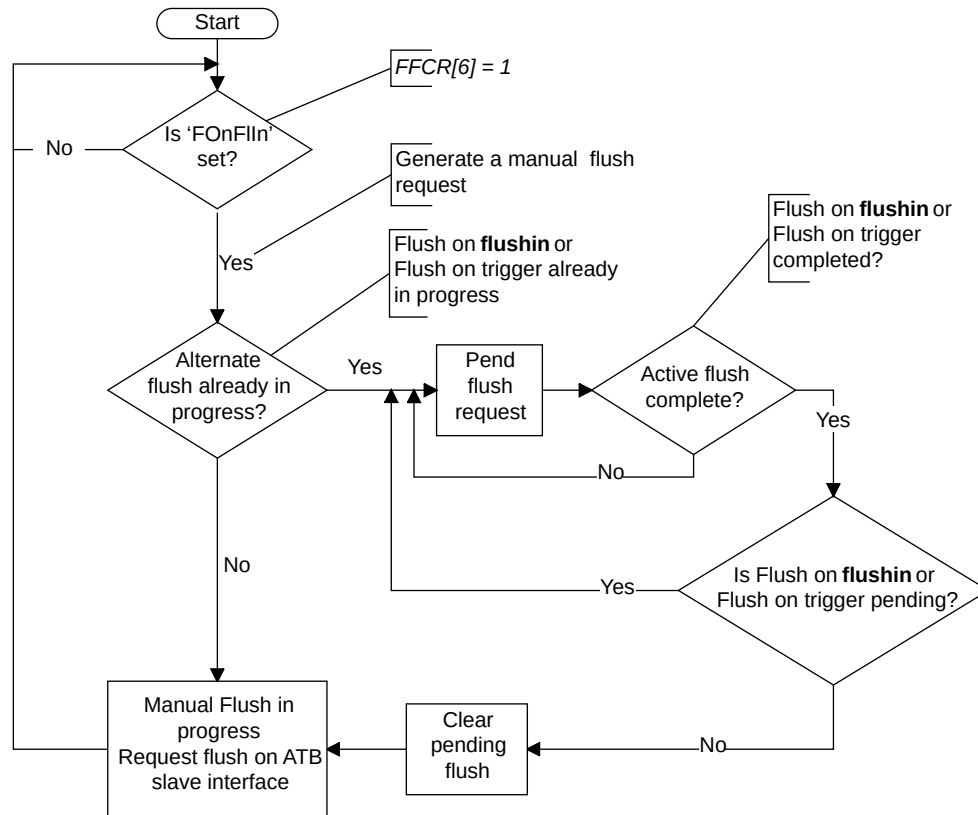 Start
FFCR[6] = 1
Is ‘FOnFlIn’
set?
No
Generate a manual flush
request
Flush on flushin or
Flush on trigger
completed?
Yes
Flush on flushin or
Flush on trigger already
in progress
Alternate
flush already in
progress?
Yes
Pend
flush
request
Active flush
complete?
Yes
No
No
Yes
Is Flush on flushin or
Flush on trigger pending?
Manual Flush in
progress
Request flush on ATB
slave interface
Clear
pending
flush
No